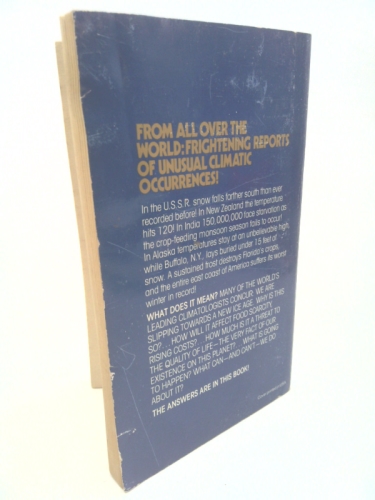 FROM ALL OVER THE
WORLD: FRIGHTENING REPORTS
OF UNUSUAL CLIMATIC
OCCURRENCES!
In the U.S.S.R. snow falls farther south than ever
recorded before! In New Zealand the temperature
hits 120! In India 150,000,000 face starvation as
the crop-feeding monsoon season fails to occur!
In Alaska temperatures stay at an unbelievable high,
while Buffalo, N.Y., lays buried under 15 feet of
snow. A sustained frost destroys Florida's crops,
and the entire east coast of America suffers its worst
winter in record!
WHAT DOES IT MEAN? MANY OF THE WORLD'S
LEADING CLIMATOLOGISTS CONCUR: WE ARE
SLIPPING TOWARDS A NEW ICE AGE. WHY IS THIS
SO? . HOW WILL IT AFFECT FOOD SCARCITY,
RISING COSTS? HOW MUCH IS IT A THREAT TO
THE QUALITY OF LIFE—THE VERY FACT OF OUR
EXISTENCE ON THIS PLANET? . WHAT IS GOING
TO HAPPEN? WHAT CAN—AND CAN'T—WE DO
ABOUT IT?
THE ANSWERS ARE IN THIS BOOK!